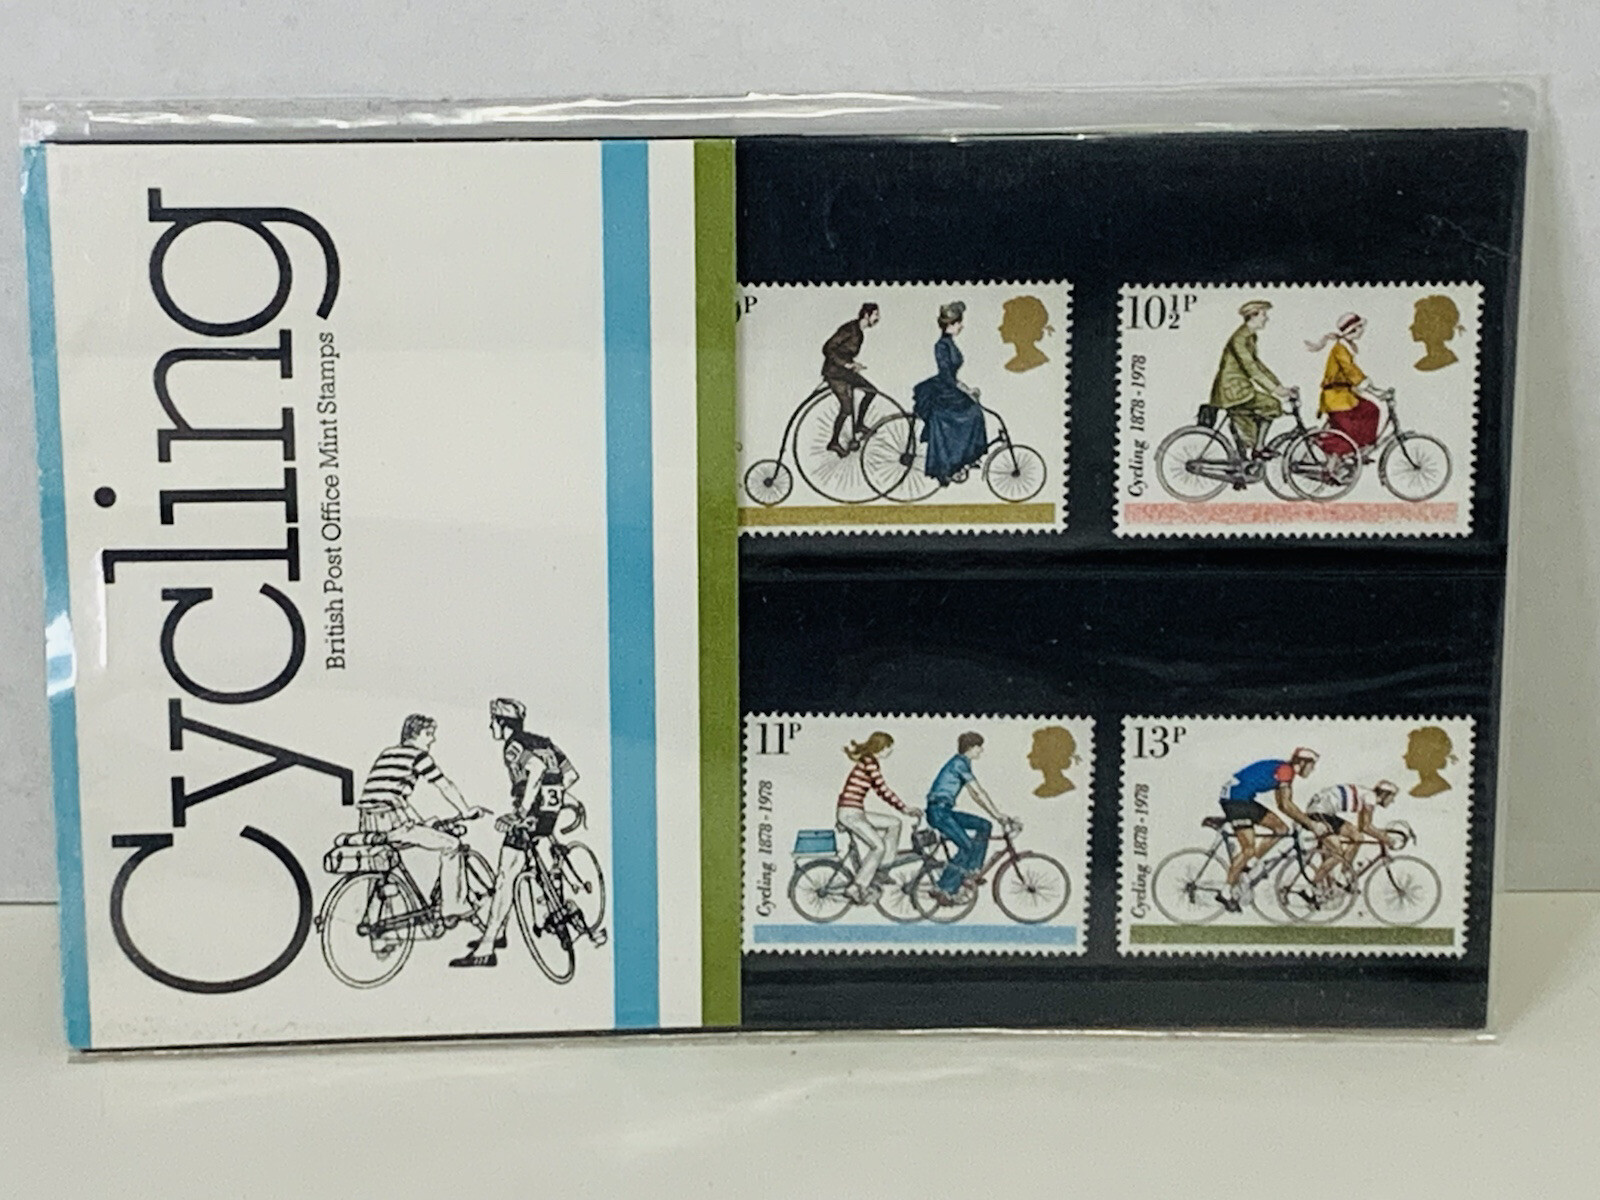 Cycling
British Post Office Mint Stamps
3
10½P
Cycling 1878-1978
11P
Cycling 1878-1978
13P
Cycling 1878-1978